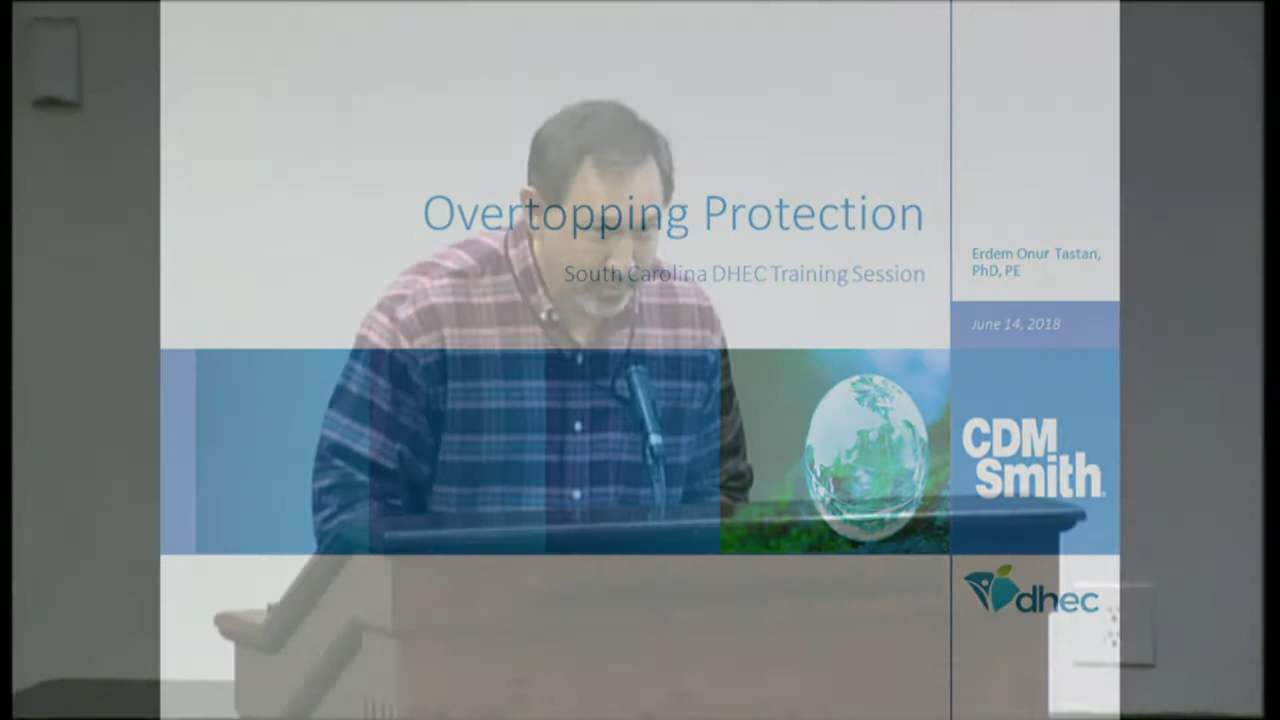 Overtopping Protection
South Carolina DHEC Training Session
Erdem Onur Tastan,
PhD, PE
June 14, 2018
CDM
Smith
dhec